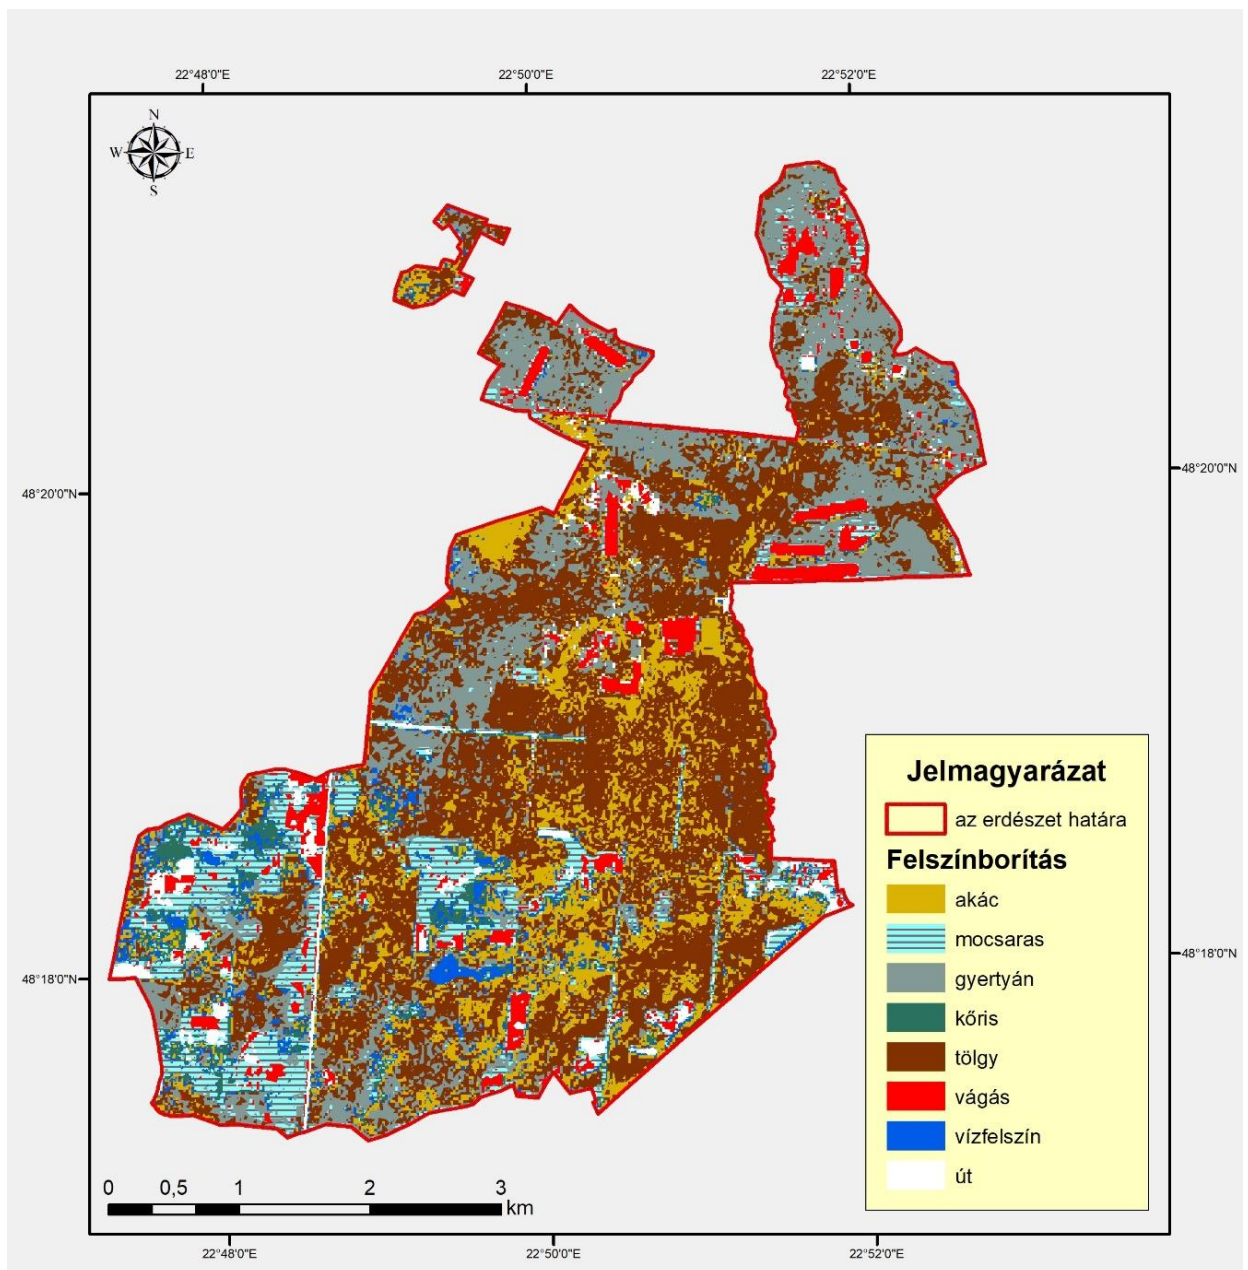 22°48'0"E 22°50'0"E 22°52'0"E
N
W E
S
48°20'0"N 48°20'0"N
Jelmagyarázat
az erdészet határa
Felszínborítás
akác
mocsaras
gyertyán
kőris
tölgy
vágás
vízfelszín
út
48°18'0"N 48°18'0"N
0 0,5 1 2 3
km
22°48'0"E 22°50'0"E 22°52'0"E